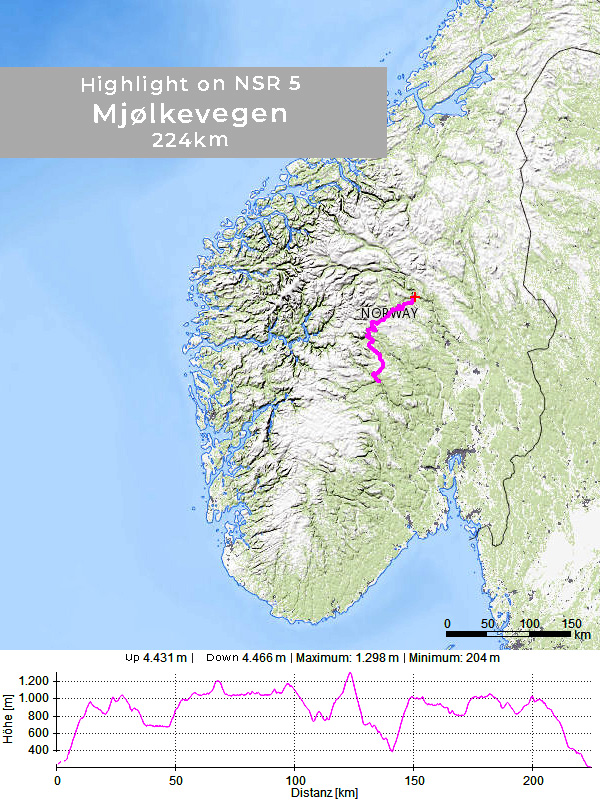 Highlight on NSR 5
Mjølkevegen
224km
NORWAY
0 50 100 150
km
Up 4.431 m | Down 4.466 m | Maximum: 1.298 m | Minimum: 204 m
Höhe [m]
1.200
1.000
800
600
400
0 50 100 150 200
Distanz [km]